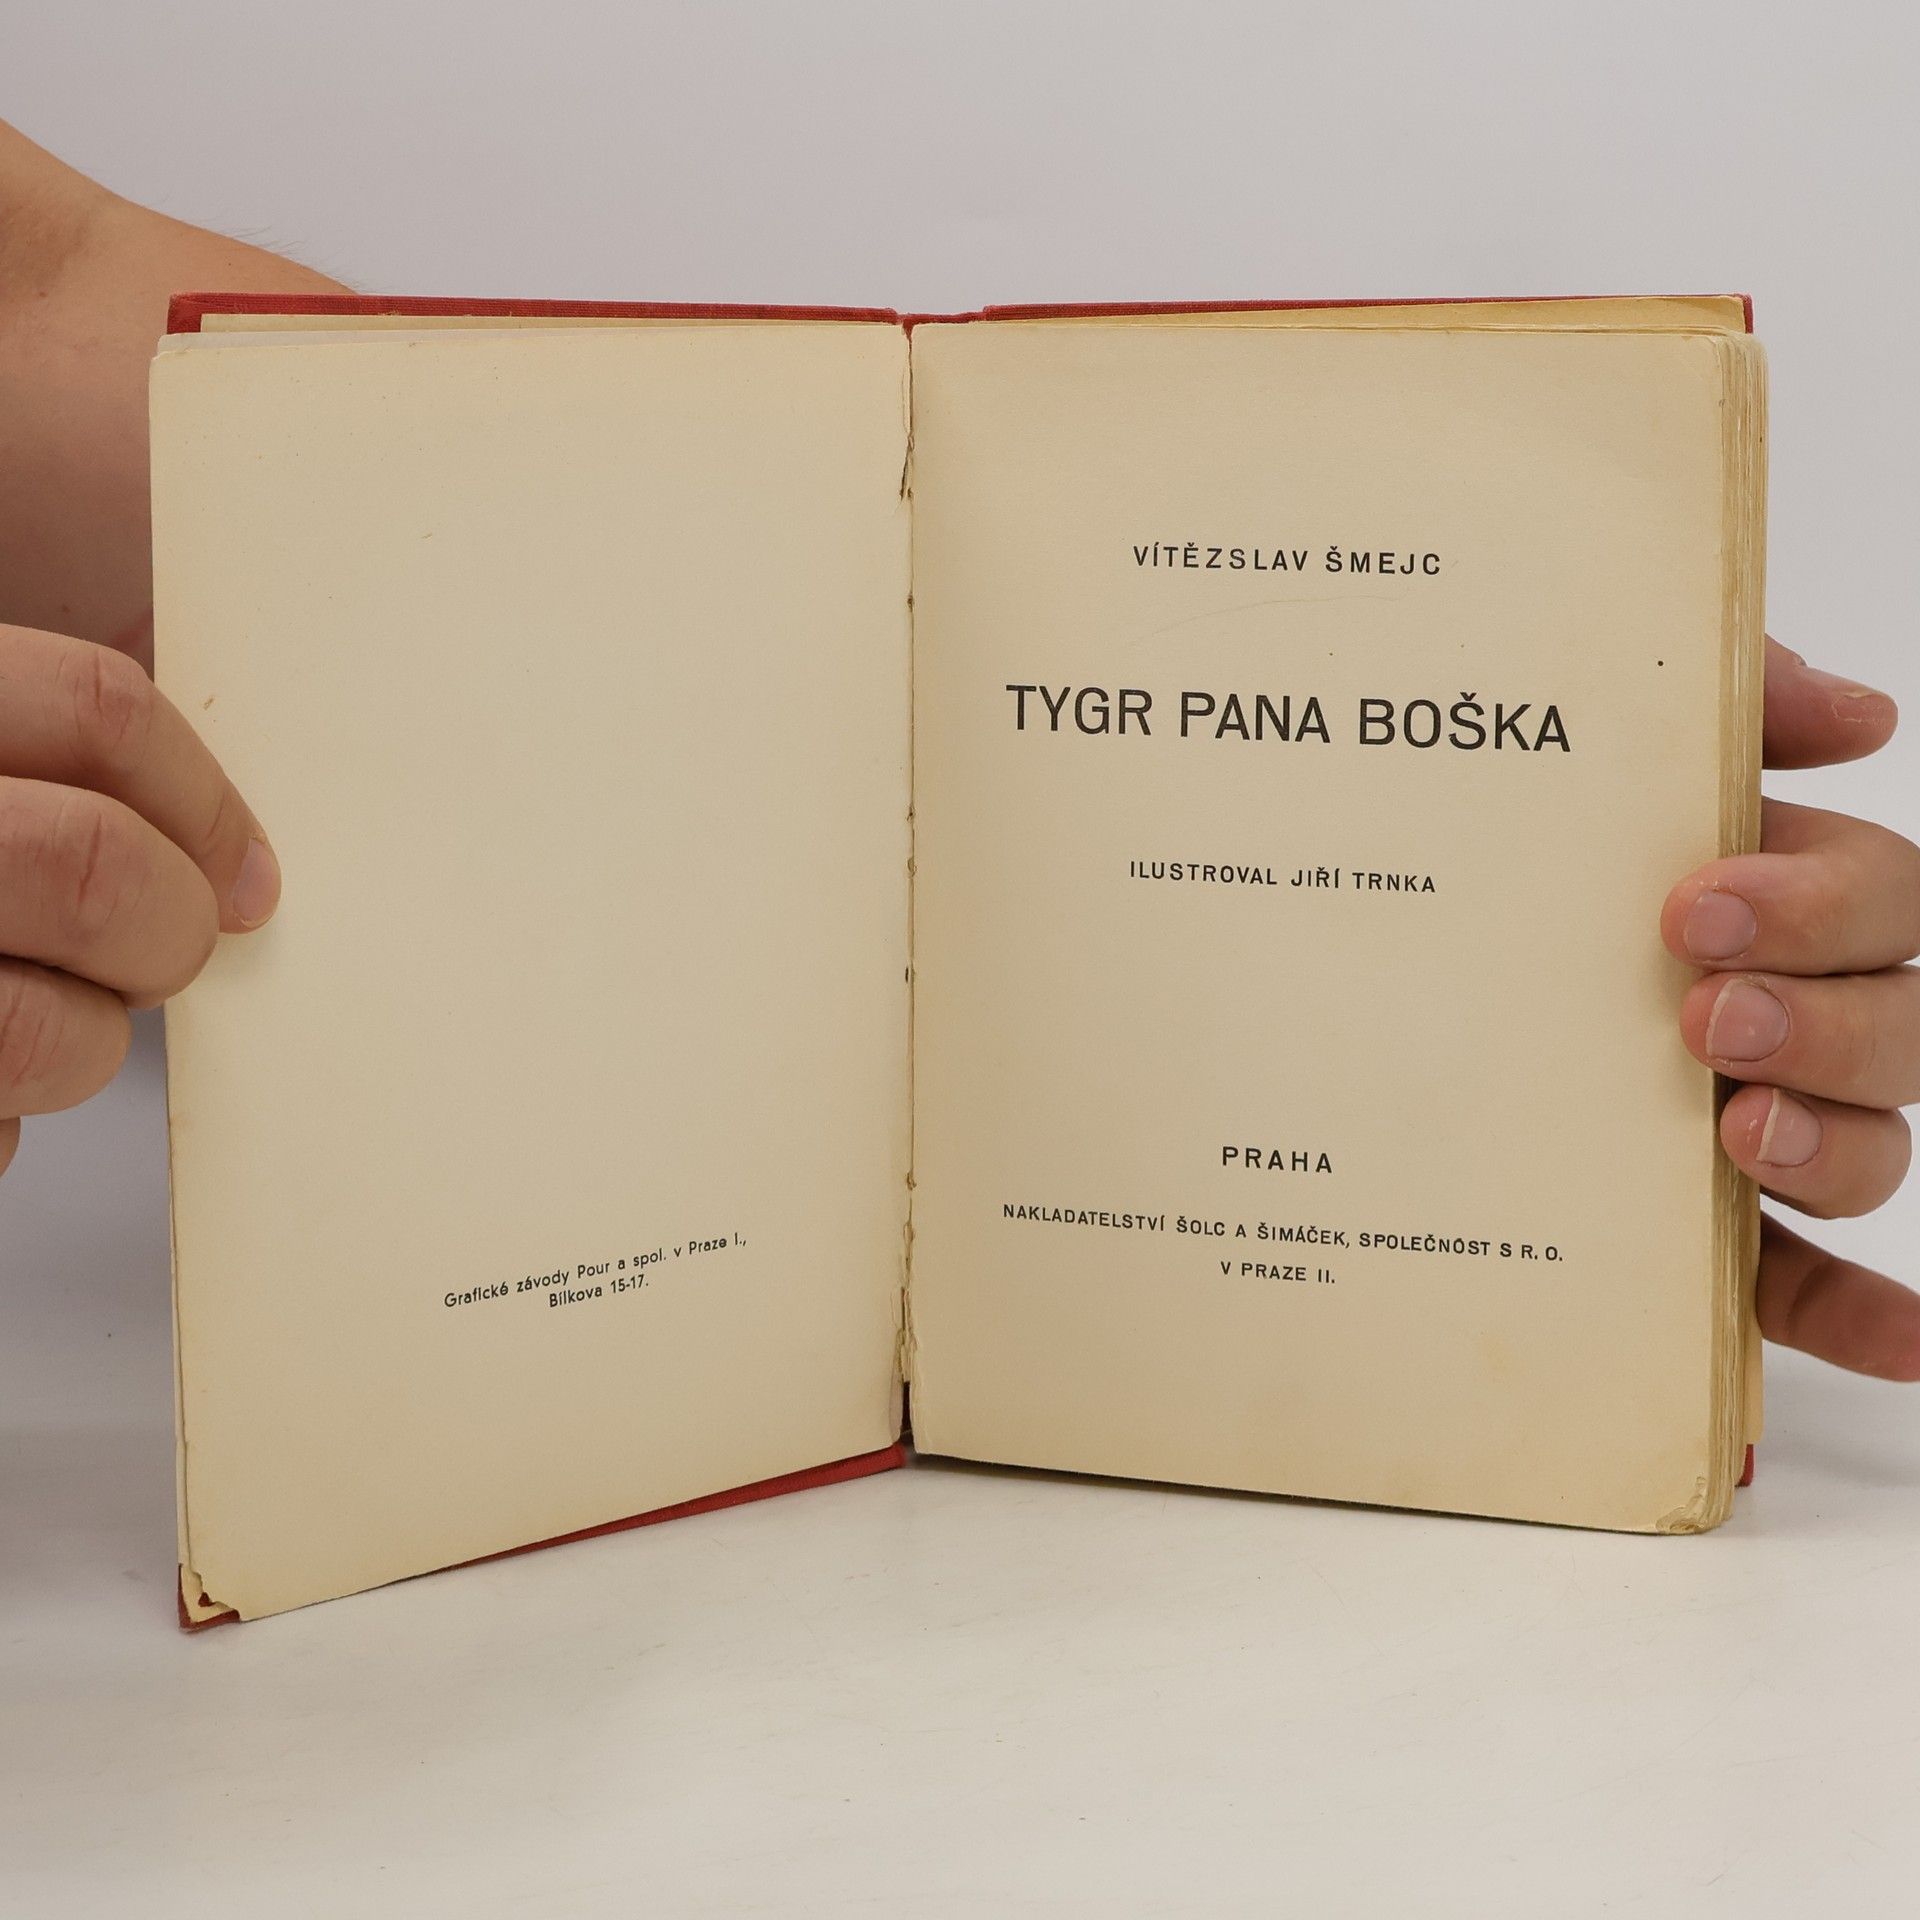 Grafické závody Pour a spol. v Praze I.,
Bílkova 15-17.
VÍTĚZSLAV ŠMEJC
TYGR PANA BOŠKA
ILUSTROVAL JIŘÍ TRNKA
PRAHA
NAKLADATELSTVÍ ŠOLC A ŠIMÁČEK, SPOLEČNOST S R. O.
V PRAZE II.